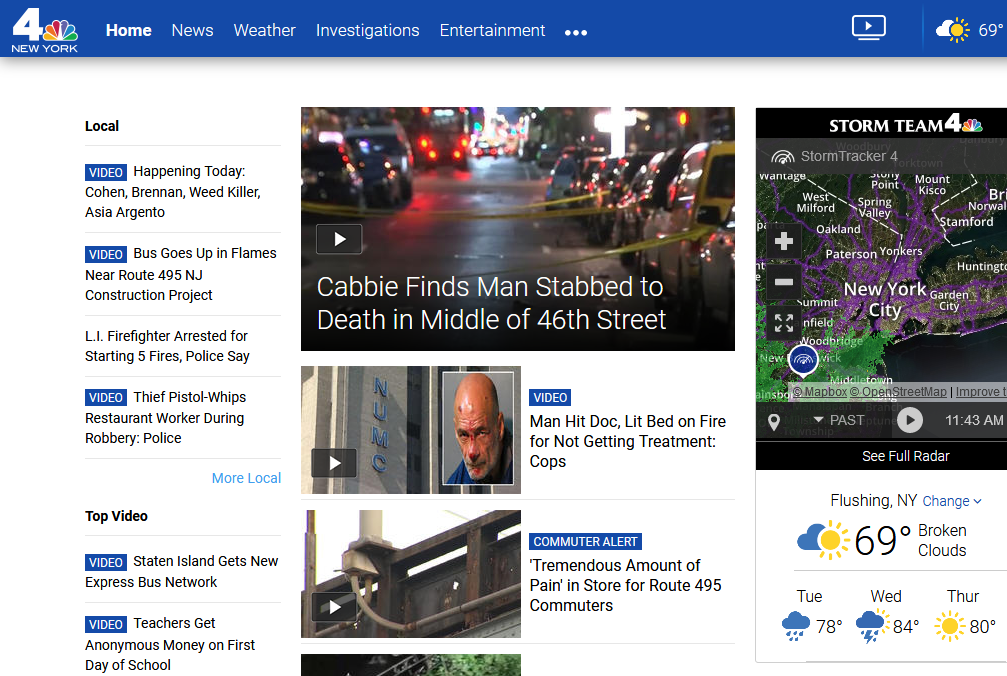 4
NEW YORK
Home
News
Weather
Investigations
Entertainment
69°
Local
VIDEO Happening Today:
Cohen, Brennan, Weed Killer,
Asia Argento
VIDEO Bus Goes Up in Flames
Near Route 495 NJ
Construction Project
L.I. Firefighter Arrested for
Starting 5 Fires, Police Say
VIDEO Thief Pistol-Whips
Restaurant Worker During
Robbery: Police
More Local
Top Video
VIDEO Staten Island Gets New
Express Bus Network
VIDEO Teachers Get
Anonymous Money on First
Day of School
Cabbie Finds Man Stabbed to
Death in Middle of 46th Street
NUMC
VIDEO
Man Hit Doc, Lit Bed on Fire
for Not Getting Treatment:
Cops
COMMUTER ALERT
'Tremendous Amount of
Pain' in Store for Route 495
Commuters
STORM TEAM 4
StormTracker 4
Woodbury
Yorktown
Wantage
Stony
Point
Mount
Kisco
West
Milford
Spring
Valley
Norwal
Stamford
Oakland
Paterson
Yonkers
Huntingto
New York
City
Garden
City
Summit
nfield
Woodbridge
Middletown
© Mapbox © OpenStreetMap | Improve t
PAST
11:43 AM
See Full Radar
Flushing, NY Change
69° Broken
Clouds
Tue
Wed
Thur
78°
84°
80°